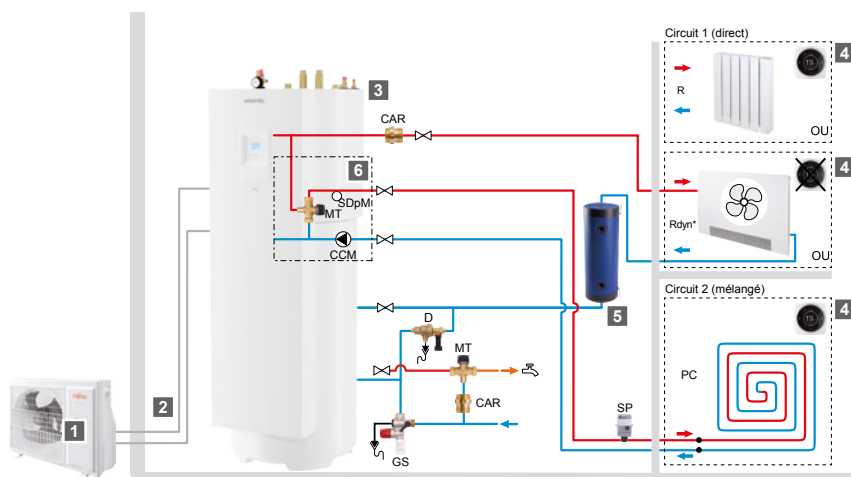 Circuit 1 (direct)
4
R
OU
3
CAR
6
SDpM
MT
4
Rdyn*
OU
CCM
5
Circuit 2 (mélangé)
4
D
MT
PC
2
1
CAR
SP
GS